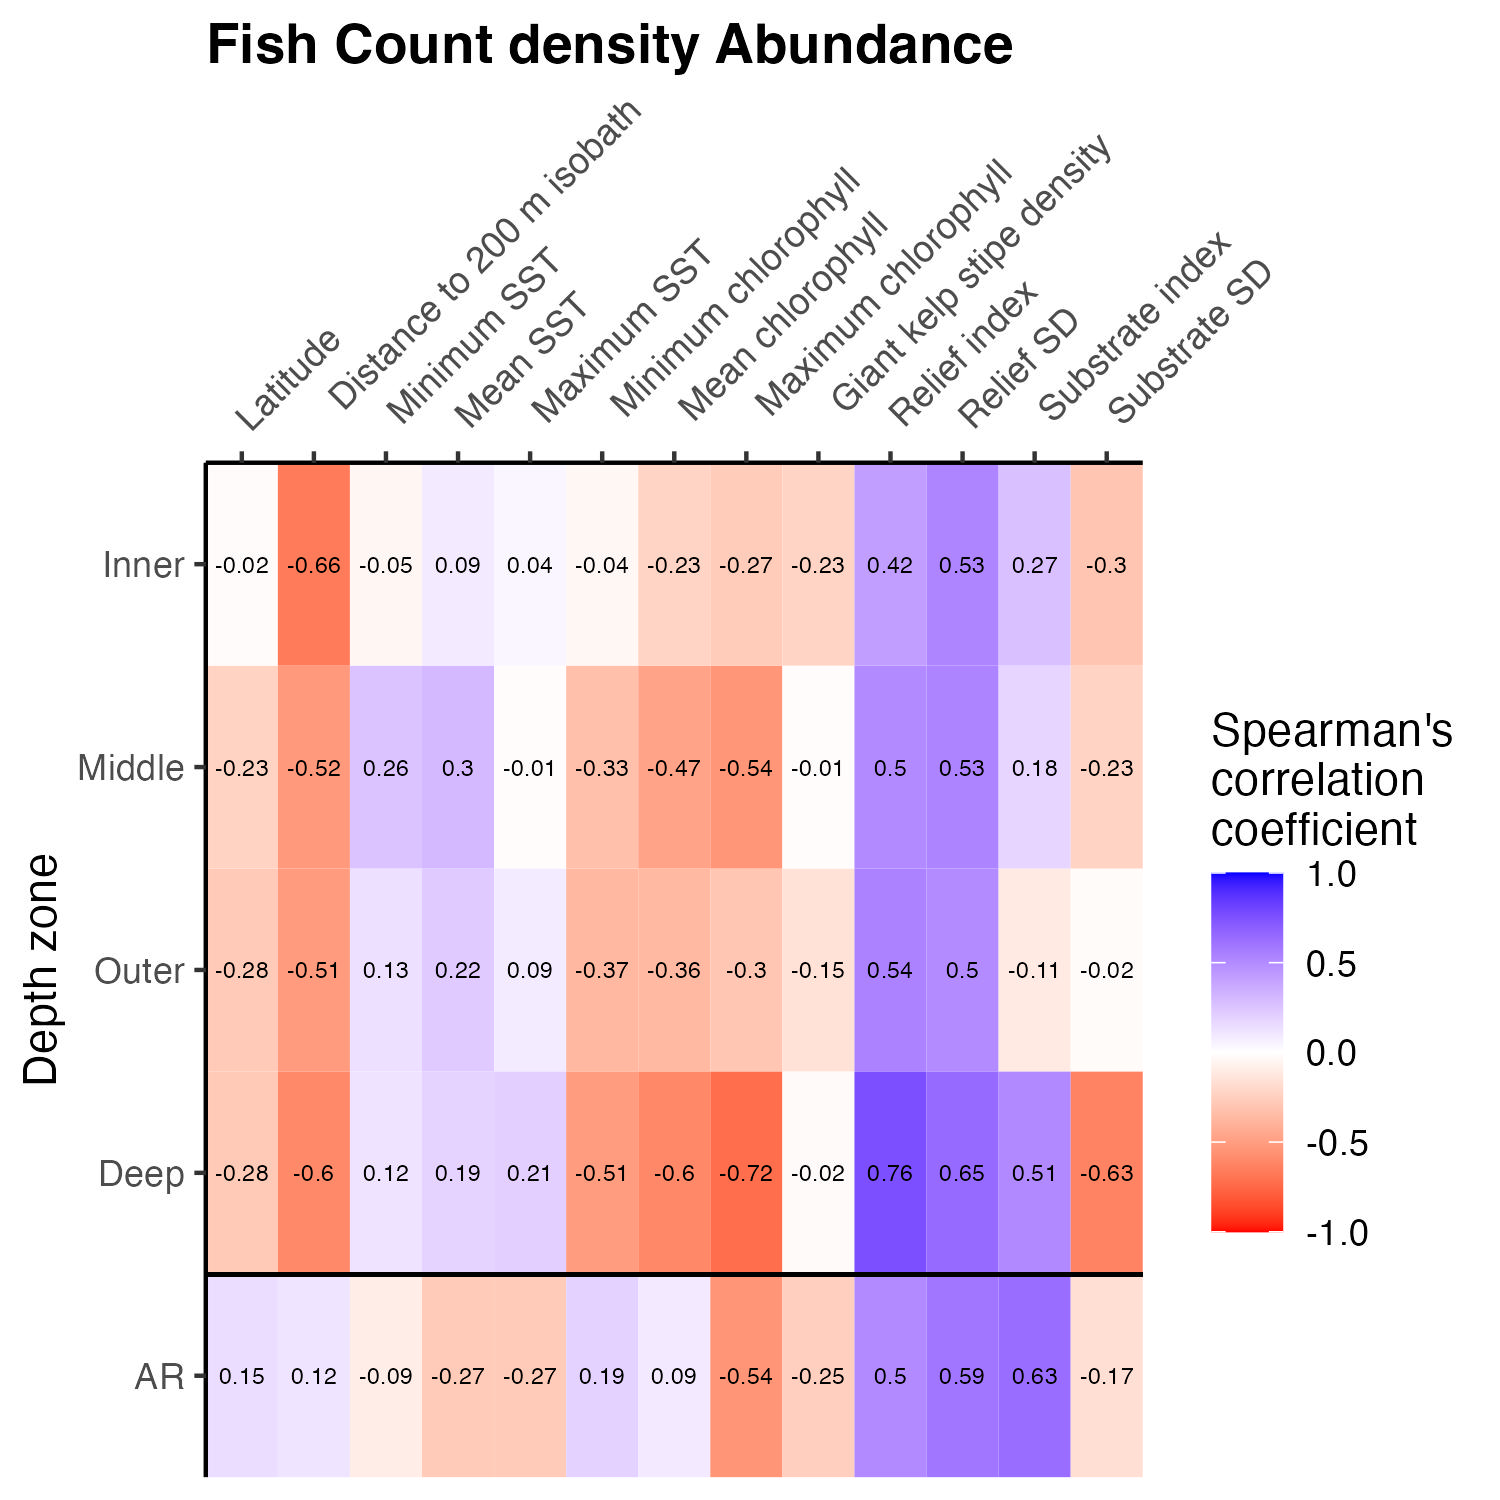 Fish Count density Abundance
Latitude
Distance to 200 m isobath
Minimum SST
Mean SST
Maximum SST
Minimum chlorophyll
Mean chlorophyll
Maximum chlorophyll
Giant kelp stipe density
Relief index
Relief SD
Substrate index
Substrate SD
Inner -0.02 -0.66 -0.05 0.09 0.04 -0.04 -0.23 -0.27 -0.23 0.42 0.53 0.27 -0.3
Middle -0.23 -0.52 0.26 0.3 -0.01 -0.33 -0.47 -0.54 -0.01 0.5 0.53 0.18 -0.23
Outer -0.28 -0.51 0.13 0.22 0.09 -0.37 -0.36 -0.3 -0.15 0.54 0.5 -0.11 -0.02
Deep -0.28 -0.6 0.12 0.19 0.21 -0.51 -0.6 -0.72 -0.02 0.76 0.65 0.51 -0.63
AR 0.15 0.12 -0.09 -0.27 -0.27 0.19 0.09 -0.54 -0.25 0.5 0.59 0.63 -0.17
Depth zone
Spearman's
correlation
coefficient
1.0
0.5
0.0
-0.5
-1.0